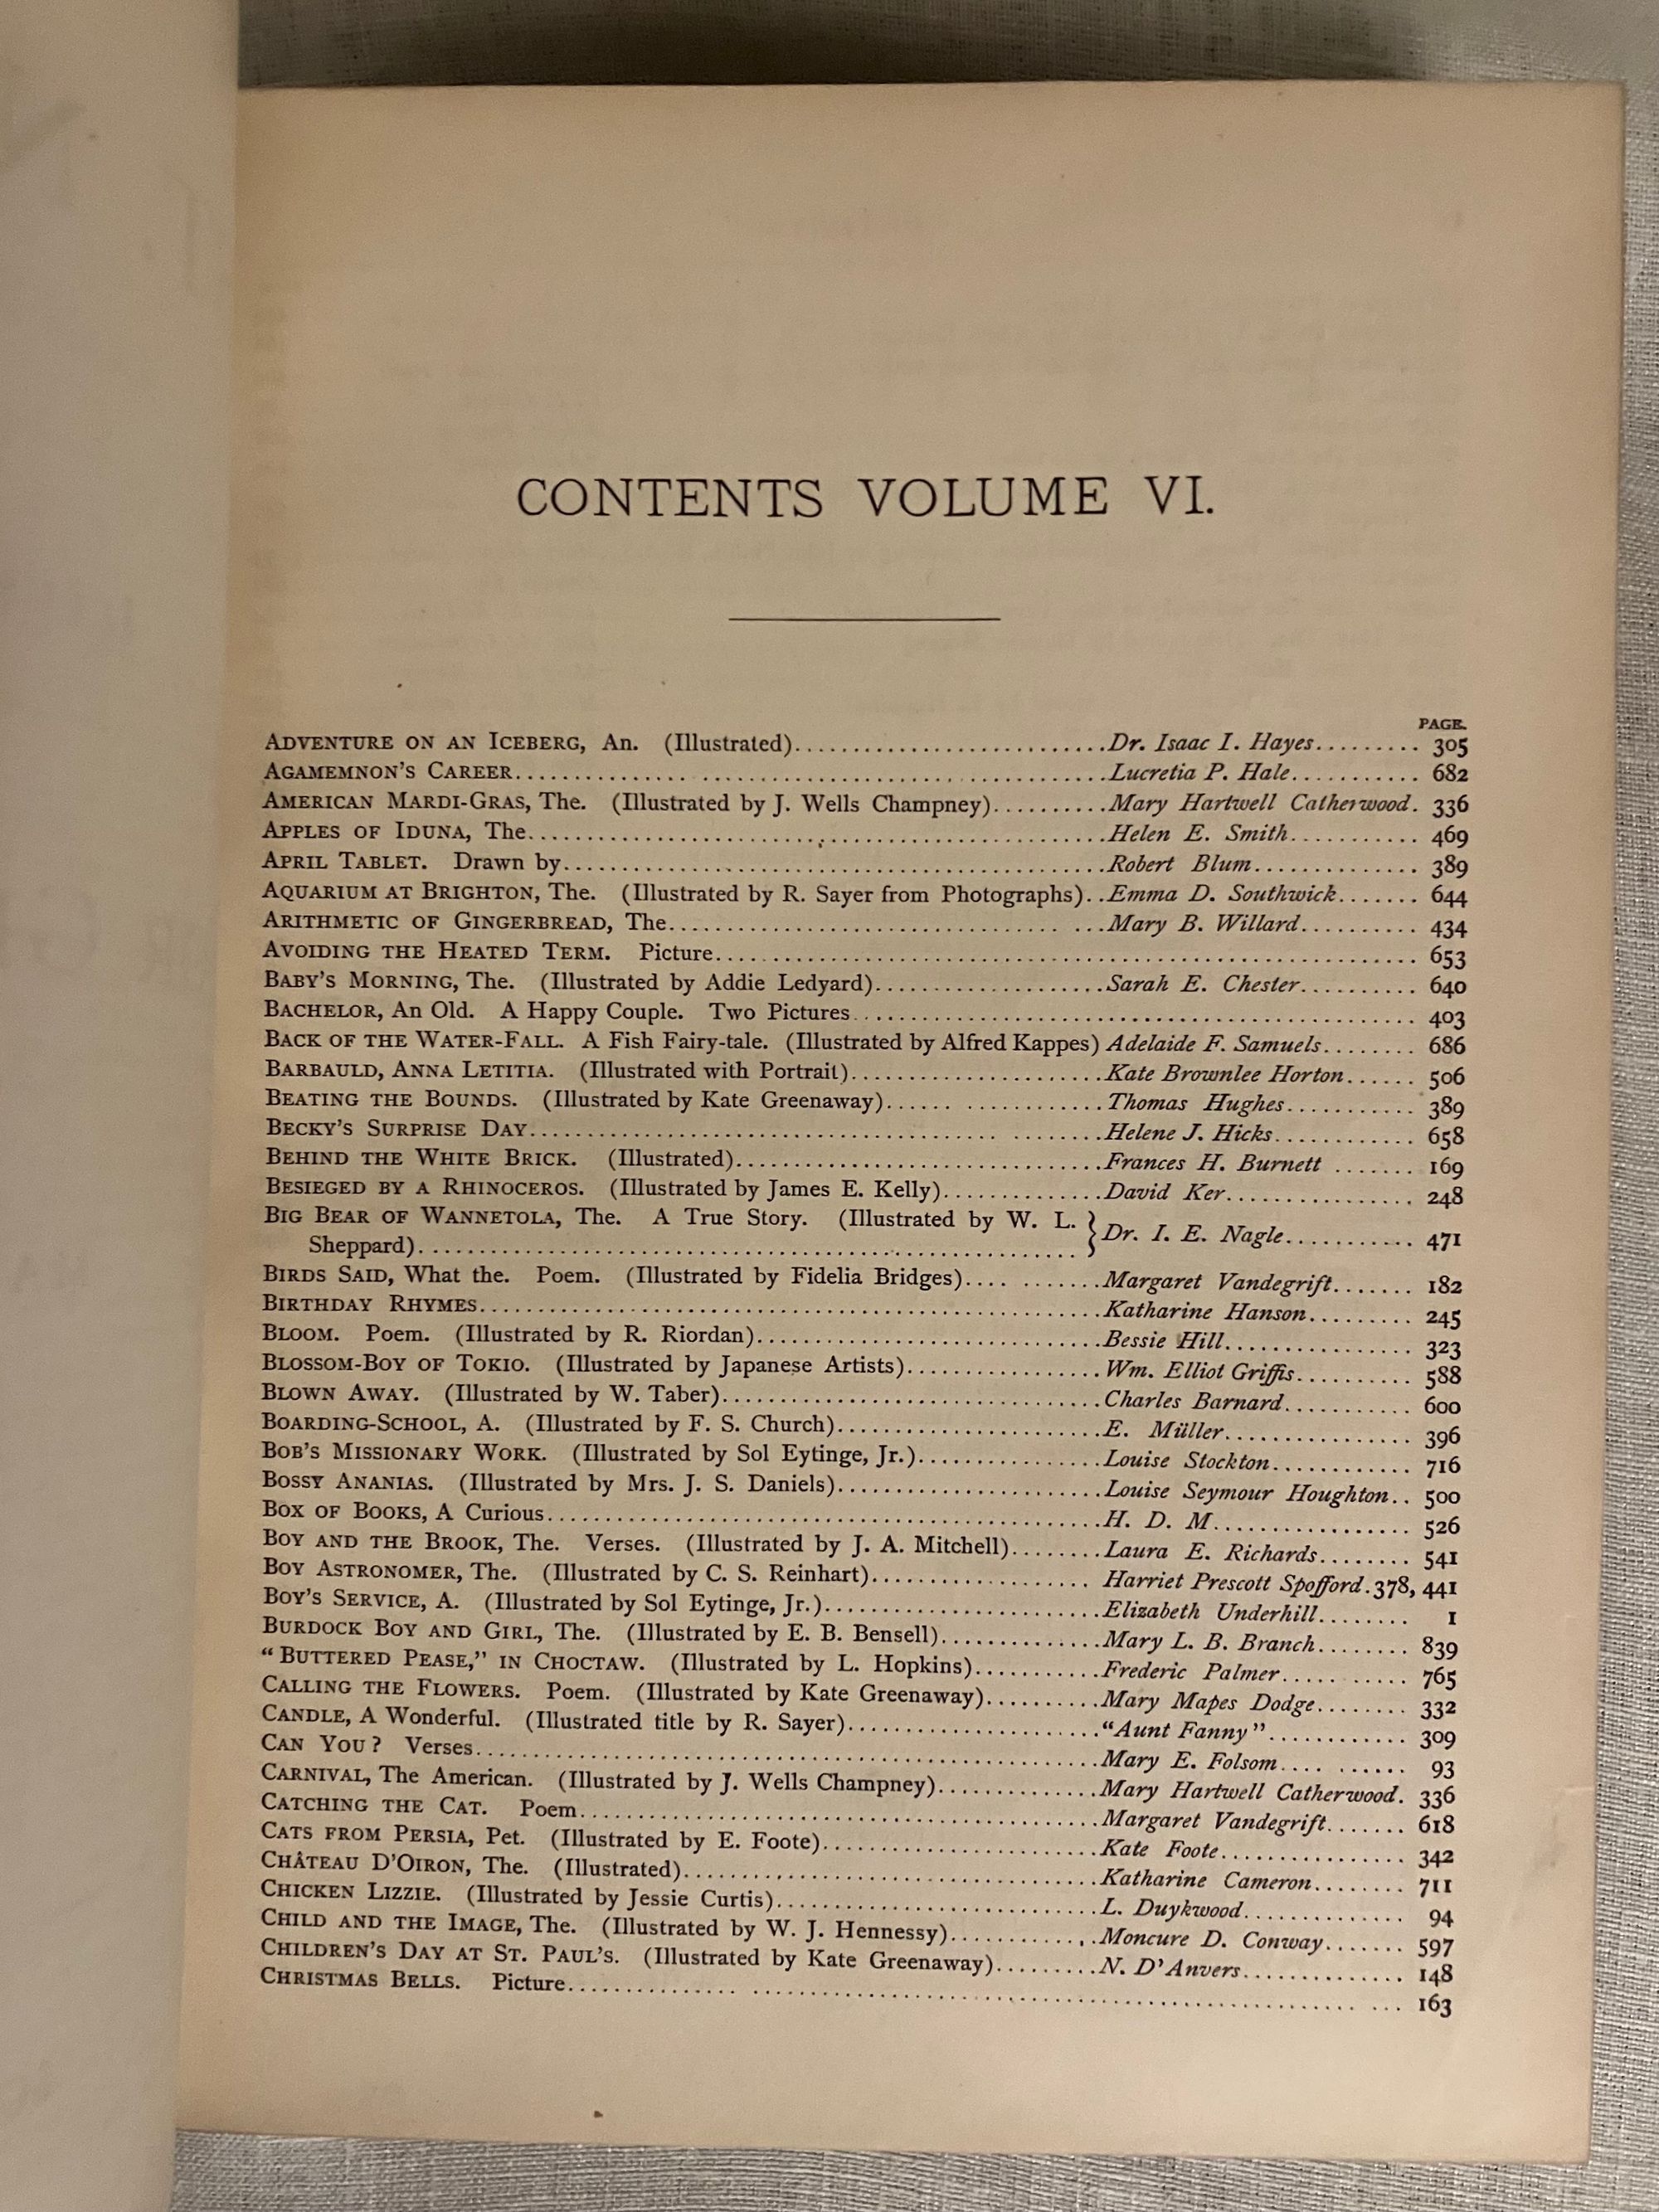 CONTENTS VOLUME VI.
PAGE.
ADVENTURE ON AN ICEBERG, An. (Illustrated)..........Dr. Isaac I. Hayes......... 305
AGAMEMNON'S CAREER..........Lucretia P. Hale........... 682
AMERICAN MARDI-GRAS, The. (Illustrated by J. Wells Champney)..........Mary Hartwell Catherwood. 336
APPLES OF IDUNA, The..........Helen E. Smith........... 469
APRIL TABLET. Drawn by..........Robert Blum.............. 389
AQUARIUM AT BRIGHTON, The. (Illustrated by R. Sayer from Photographs)..Emma D. Southwick....... 644
ARITHMETIC OF GINGERBREAD, The..........Mary B. Willard.......... 434
AVOIDING THE HEATED TERM. Picture.......... 653
BABY'S MORNING, The. (Illustrated by Addie Ledyard)..........Sarah E. Chester.......... 640
BACHELOR, An Old. A Happy Couple. Two Pictures.......... 403
BACK OF THE WATER-FALL. A Fish Fairy-tale. (Illustrated by Alfred Kappes) Adelaide F. Samuels........ 686
BARBAULD, ANNA LETITIA. (Illustrated with Portrait)..........Kate Brownlee Horton...... 506
BEATING THE BOUNDS. (Illustrated by Kate Greenaway)..........Thomas Hughes........... 389
BECKY'S SURPRISE DAY..........Helene J. Hicks............ 658
BEHIND THE WHITE BRICK. (Illustrated)..........Frances H. Burnett ....... 169
BESIEGED BY A RHINOCEROS. (Illustrated by James E. Kelly)..........David Ker................ 248
BIG BEAR OF WANNETOLA, The. A True Story. (Illustrated by W. L.
Sheppard)..........} Dr. I. E. Nagle........... 471
BIRDS SAID, What the. Poem. (Illustrated by Fidelia Bridges)..........Margaret Vandegrift....... 182
BIRTHDAY RHYMES..........Katharine Hanson......... 245
BLOOM. Poem. (Illustrated by R. Riordan)..........Bessie Hill................ 323
BLOSSOM-BOY OF TOKIO. (Illustrated by Japanese Artists)..........Wm. Elliot Griffis.......... 588
BLOWN AWAY. (Illustrated by W. Taber)..........Charles Barnard........... 600
BOARDING-SCHOOL, A. (Illustrated by F. S. Church)..........E. Müller................ 396
BOB'S MISSIONARY WORK. (Illustrated by Sol Eytinge, Jr.)..........Louise Stockton............ 716
BOSSY ANANIAS. (Illustrated by Mrs. J. S. Daniels)..........Louise Seymour Houghton.. 500
BOX OF BOOKS, A Curious..........H. D. M................. 526
BOY AND THE BROOK, The. Verses. (Illustrated by J. A. Mitchell)..........Laura E. Richards........ 541
BOY ASTRONOMER, The. (Illustrated by C. S. Reinhart).......... Harriet Prescott Spofford.378, 441
BOY'S SERVICE, A. (Illustrated by Sol Eytinge, Jr.)..........Elizabeth Underhill........ 1
BURDOCK BOY AND GIRL, The. (Illustrated by E. B. Bensell)..........Mary L. B. Branch........ 839
"BUTTERED PEASE," IN CHOCTAW. (Illustrated by L. Hopkins)..........Frederic Palmer........... 765
CALLING THE FLOWERS. Poem. (Illustrated by Kate Greenaway)..........Mary Mapes Dodge........ 332
CANDLE, A Wonderful. (Illustrated title by R. Sayer).........."Aunt Fanny"............ 309
CAN YOU? Verses..........Mary E. Folsom.... ...... 93
CARNIVAL, The American. (Illustrated by J. Wells Champney)..........Mary Hartwell Catherwood. 336
CATCHING THE CAT. Poem..........Margaret Vandegrift....... 618
CATS FROM PERSIA, Pet. (Illustrated by E. Foote)..........Kate Foote................ 342
CHÂTEAU D'OIRON, The. (Illustrated)..........Katharine Cameron........ 711
CHICKEN LIZZIE. (Illustrated by Jessie Curtis)..........L. Duykwood.............. 94
CHILD AND THE IMAGE, The. (Illustrated by W. J. Hennessy)..........Moncure D. Conway....... 597
CHILDREN'S DAY AT ST. PAUL'S. (Illustrated by Kate Greenaway)..........N. D'Anvers.............. 148
CHRISTMAS BELLS. Picture.......... 163